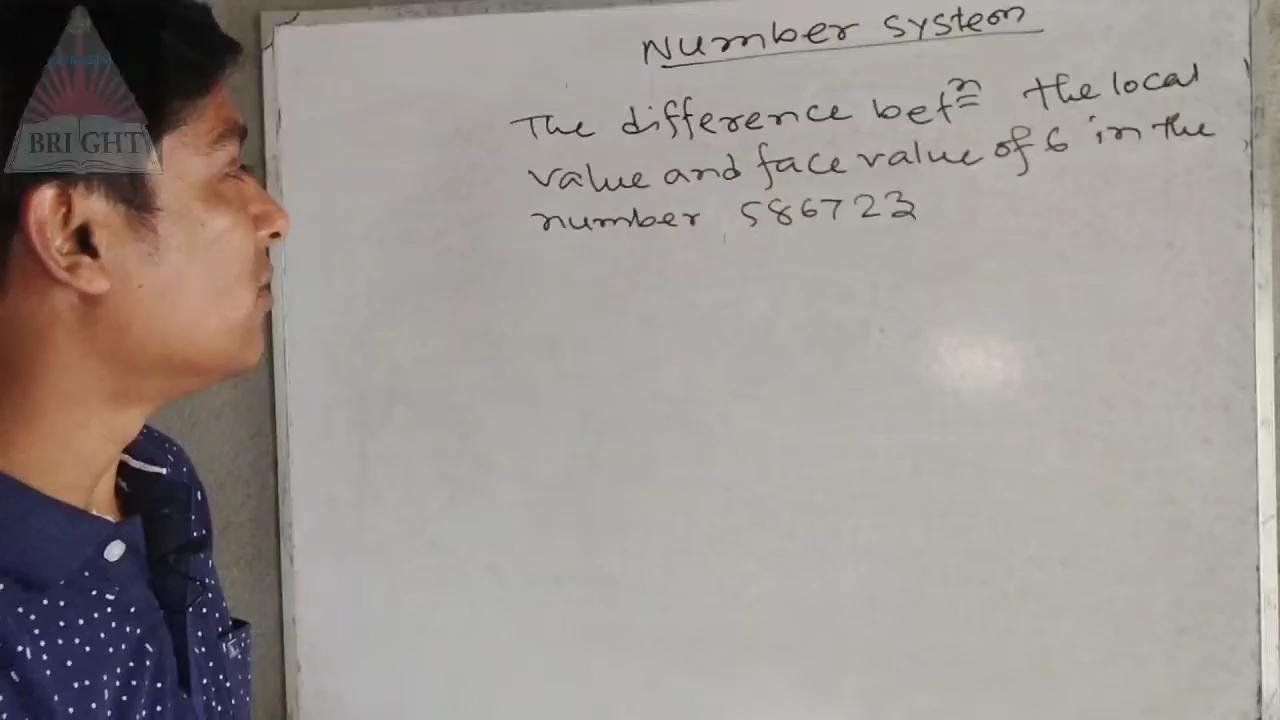 BRIGHT
Number system
The difference betⁿ the local
value and face value of 6 in the
number 586723